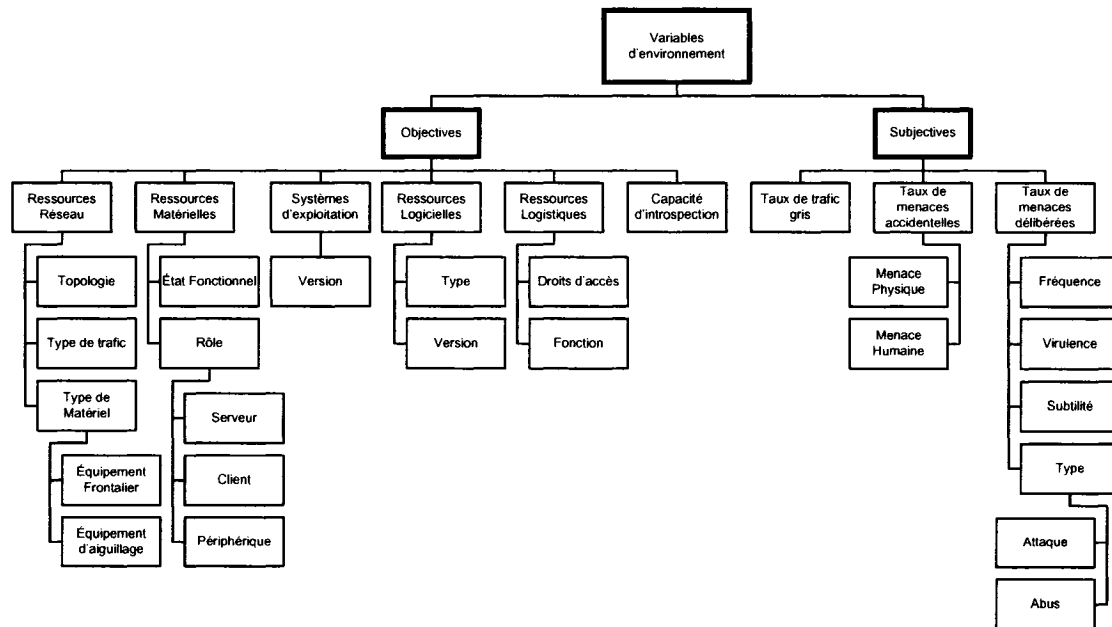 Variables
d'environnement
Objectives
Subjectives
Ressources
Réseau
Ressources
Matérielles
Systèmes
d'exploitation
Ressources
Logicielles
Ressources
Logistiques
Capacité
d'introspection
Taux de trafic
gris
Taux de
menaces
accidentelles
Taux de
menaces
délibérées
Topologie
État Fonctionnel
Version
Type
Droits d'accès
Menace
Physique
Fréquence
Type de trafic
Rôle
Version
Fonction
Menace
Humaine
Virulence
Type de
Matériel
Serveur
Subtilité
Équipement
Frontalier
Client
Type
Équipement
d'aiguillage
Périphérique
Attaque
Abus